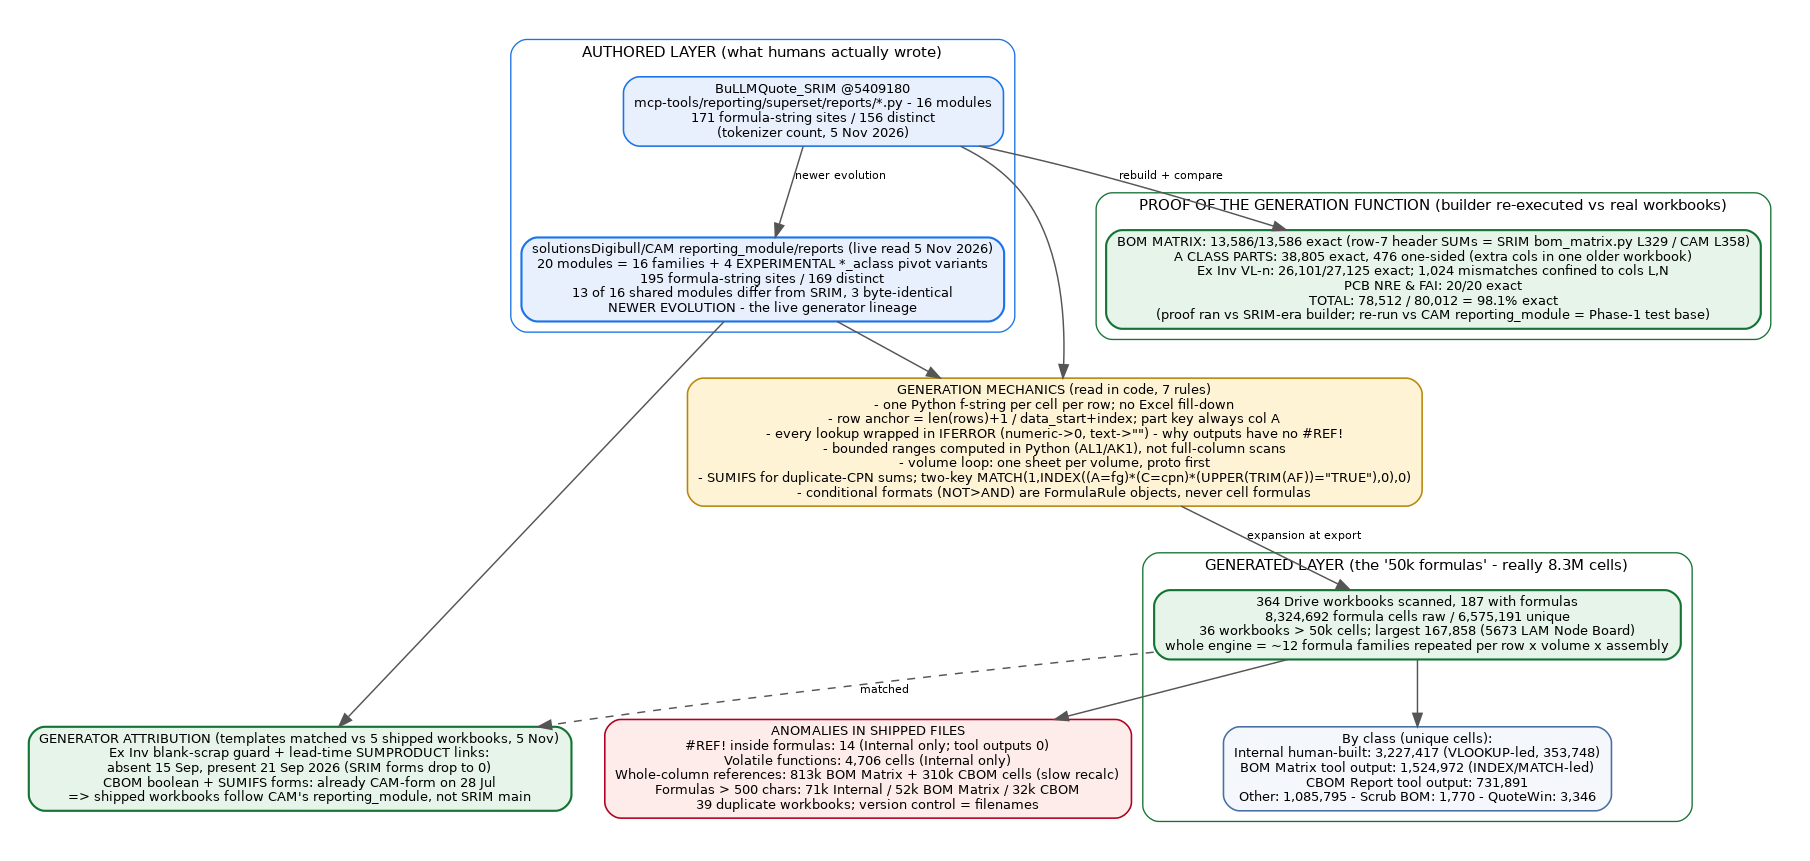 AUTHORED LAYER (what humans actually wrote)
BuLLMQuote_SRIM @5409180
mcp-tools/reporting/superset/reports/*.py - 16 modules
171 formula-string sites / 156 distinct
(tokenizer count, 5 Nov 2026)
newer evolution
rebuild + compare
PROOF OF THE GENERATION FUNCTION (builder re-executed vs real workbooks)
BOM MATRIX: 13,586/13,586 exact (row-7 header SUMs = SRIM bom_matrix.py L329 / CAM L358)
A CLASS PARTS: 38,805 exact, 476 one-sided (extra cols in one older workbook)
Ex Inv VL-n: 26,101/27,125 exact; 1,024 mismatches confined to cols L,N
PCB NRE & FAI: 20/20 exact
TOTAL: 78,512 / 80,012 = 98.1% exact
(proof ran vs SRIM-era builder; re-run vs CAM reporting_module = Phase-1 test base)
solutionsDigibull/CAM reporting_module/reports (live read 5 Nov 2026)
20 modules = 16 families + 4 EXPERIMENTAL *_aclass pivot variants
195 formula-string sites / 169 distinct
13 of 16 shared modules differ from SRIM, 3 byte-identical
NEWER EVOLUTION - the live generator lineage
GENERATION MECHANICS (read in code, 7 rules)
- one Python f-string per cell per row; no Excel fill-down
- row anchor = len(rows)+1 / data_start+index; part key always col A
- every lookup wrapped in IFERROR (numeric->0, text->"") - why outputs have no #REF!
- bounded ranges computed in Python (AL1/AK1), not full-column scans
- volume loop: one sheet per volume, proto first
- SUMIFS for duplicate-CPN sums; two-key MATCH(1,INDEX((A=fg)*(C=cpn)*(UPPER(TRIM(AF))="TRUE"),0),0)
- conditional formats (NOT>AND) are FormulaRule objects, never cell formulas
expansion at export
GENERATED LAYER (the '50k formulas' - really 8.3M cells)
364 Drive workbooks scanned, 187 with formulas
8,324,692 formula cells raw / 6,575,191 unique
36 workbooks > 50k cells; largest 167,858 (5673 LAM Node Board)
whole engine = ~12 formula families repeated per row x volume x assembly
matched
GENERATOR ATTRIBUTION (templates matched vs 5 shipped workbooks, 5 Nov)
Ex Inv blank-scrap guard + lead-time SUMPRODUCT links:
absent 15 Sep, present 21 Sep 2026 (SRIM forms drop to 0)
CBOM boolean + SUMIFS forms: already CAM-form on 28 Jul
=> shipped workbooks follow CAM's reporting_module, not SRIM main
ANOMALIES IN SHIPPED FILES
#REF! inside formulas: 14 (Internal only; tool outputs 0)
Volatile functions: 4,706 cells (Internal only)
Whole-column references: 813k BOM Matrix + 310k CBOM cells (slow recalc)
Formulas > 500 chars: 71k Internal / 52k BOM Matrix / 32k CBOM
39 duplicate workbooks; version control = filenames
By class (unique cells):
Internal human-built: 3,227,417 (VLOOKUP-led, 353,748)
BOM Matrix tool output: 1,524,972 (INDEX/MATCH-led)
CBOM Report tool output: 731,891
Other: 1,085,795 - Scrub BOM: 1,770 - QuoteWin: 3,346